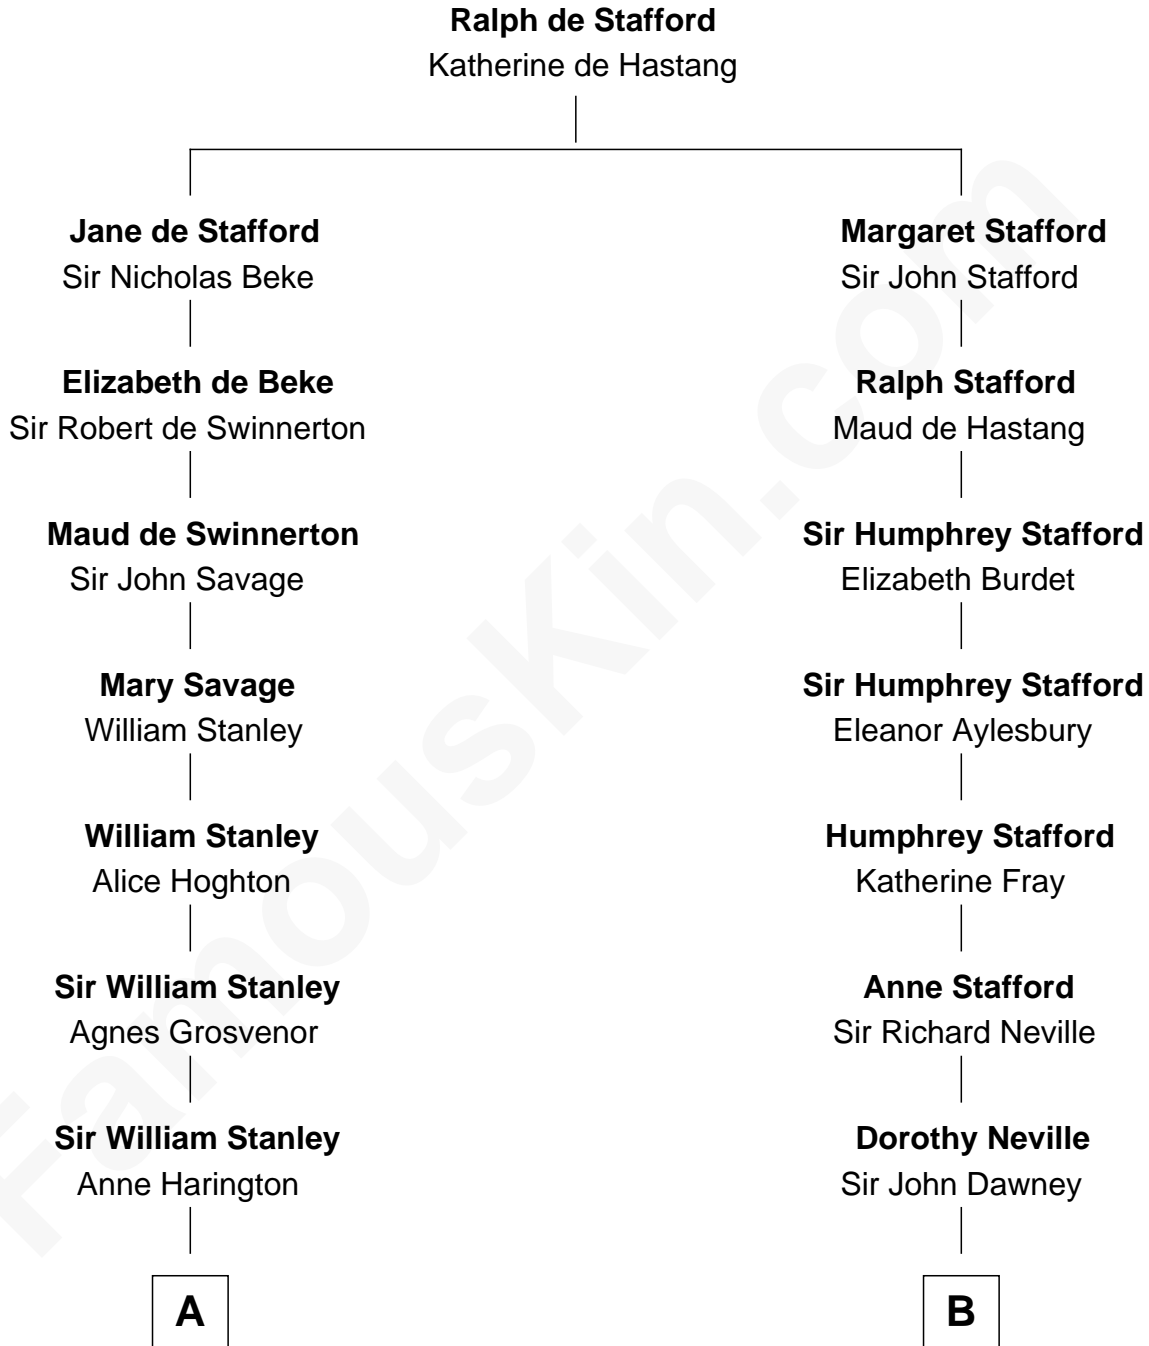 Ralph de Stafford
Katherine de Hastang
Jane de Stafford
Sir Nicholas Beke
Margaret Stafford
Sir John Stafford
Elizabeth de Beke
Sir Robert de Swinnerton
Ralph Stafford
Maud de Hastang
Maud de Swinnerton
Sir John Savage
Sir Humphrey Stafford
Elizabeth Burdet
Mary Savage
William Stanley
Sir Humphrey Stafford
Eleanor Aylesbury
William Stanley
Alice Hoghton
Humphrey Stafford
Katherine Fray
Sir William Stanley
Agnes Grosvenor
Anne Stafford
Sir Richard Neville
Sir William Stanley
Anne Harington
Dorothy Neville
Sir John Dawney
A
B
FamousKin.com